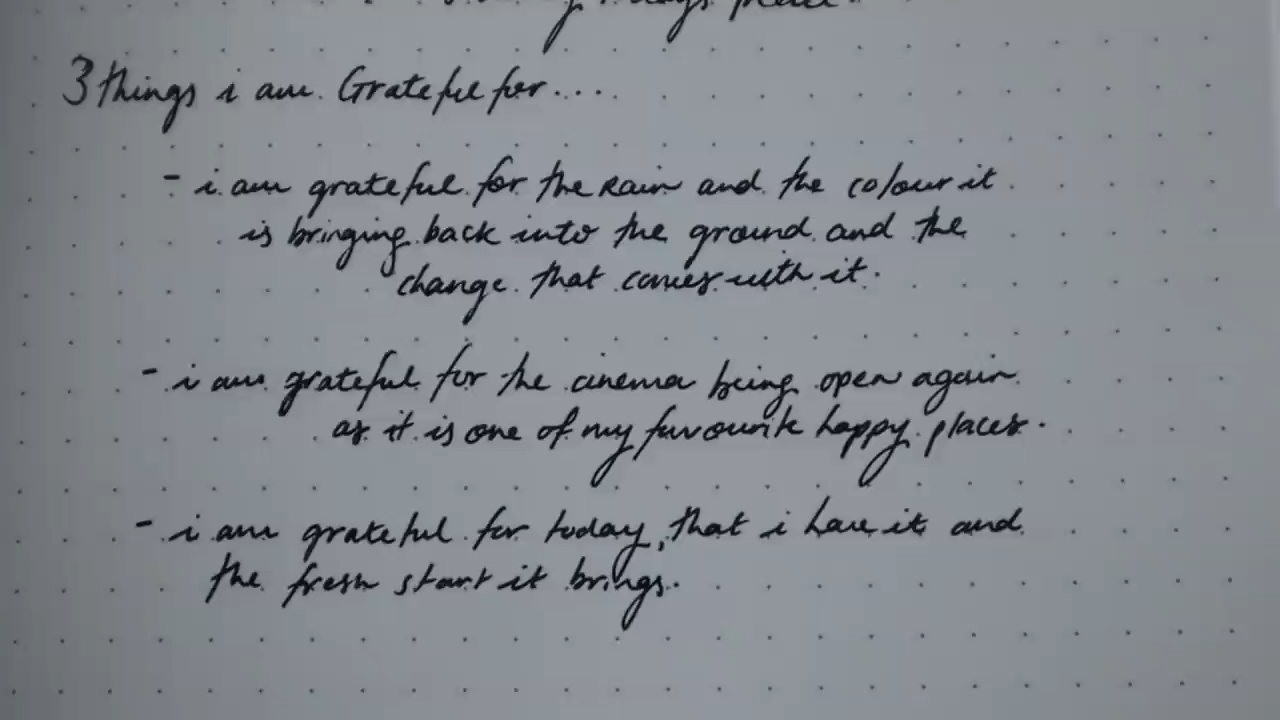 3 things i am Grateful for....
- i am grateful for the rain and the colour it
is bringing back into the ground and the
change that comes with it.
- i am grateful for the cinema being open again
as it is one of my favourite happy places.
- i am grateful for today, that i have it and
the fresh start it brings.